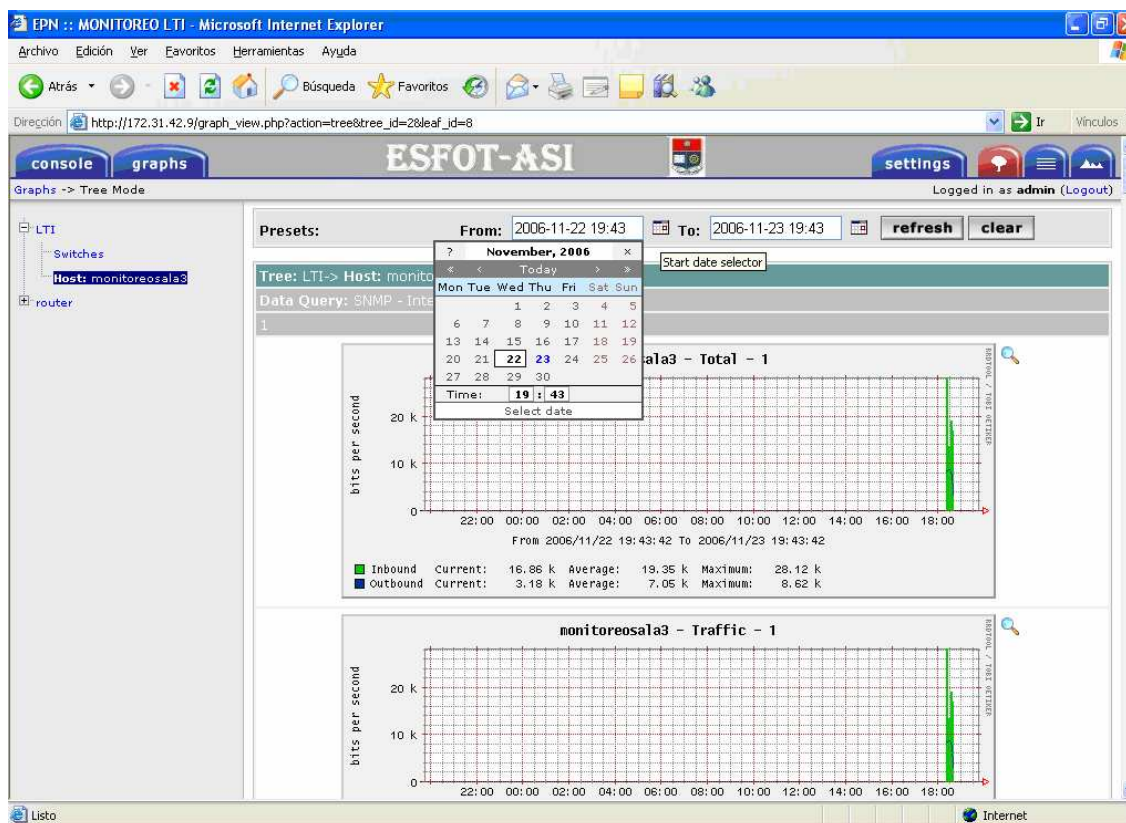 EPN :: MONITOREO LTI - Microsoft Internet Explorer
Archivo Edición Ver Favoritos Herramientas Ayuda
Atrás Búsqueda Favoritos
Dirección http://172.31.42.9/graph_view.php?action=tree&tree_id=2&leaf_id=8 Ir Vínculos
console graphs ESFOT-ASI settings
Graphs -> Tree Mode Logged in as admin (Logout)
LTI
Switches
Host: monitoreosala3
router
Presets: From: 2006-11-22 19:43 To: 2006-11-23 19:43 refresh clear
Start date selector
? November, 2006 ×
« ‹ Today › »
Mon Tue Wed Thu Fri Sat Sun
1 2 3 4 5
6 7 8 9 10 11 12
13 14 15 16 17 18 19
20 21 22 23 24 25 26
27 28 29 30
Time: 19 : 43
Select date
Tree: LTI-> Host: monito
Data Query: SNMP - Inte
1
ala3 - Total - 1
RRDTOOL / TOBI OETIKER
bits per second
20 k
10 k
0
22:00 00:00 02:00 04:00 06:00 08:00 10:00 12:00 14:00 16:00 18:00
From 2006/11/22 19:43:42 To 2006/11/23 19:43:42
Inbound Current: 16.86 k Average: 19.35 k Maximum: 28.12 k
Outbound Current: 3.18 k Average: 7.05 k Maximum: 8.62 k
monitoreosala3 - Traffic - 1
RRDTOOL / TOBI OETIKER
bits per second
20 k
10 k
0
22:00 00:00 02:00 04:00 06:00 08:00 10:00 12:00 14:00 16:00 18:00
Listo Internet